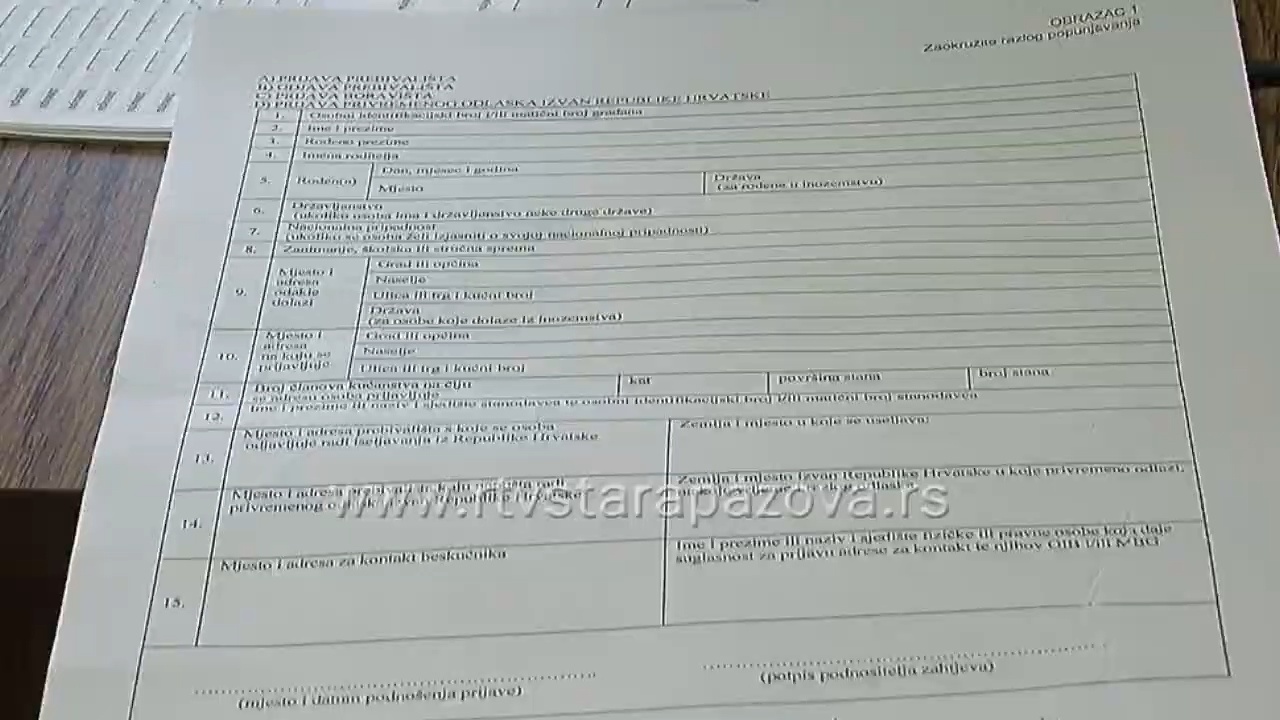 OBRAZAC 1
Zaokružite razlog popunjavanja
A) PRIJAVA PREBIVALIŠTA
B) ODJAVA PREBIVALIŠTA
C) PRIJAVA BORAVIŠTA
D) PRIJAVA PRIVREMENOG ODLASKA IZVAN REPUBLIKE HRVATSKE
1. Osobni identifikacijski broj i/ili matični broj građana
2. Ime i prezime
3. Rođeno prezime
4. Imena roditelja
5. Rođen(a)
Dan, mjesec i godina
Mjesto
Država
(za rođene u inozemstvu)
6. Državljanstvo
(ukoliko osoba ima i državljanstvo neke druge države)
7. Nacionalna pripadnost
(ukoliko se osoba želi izjasniti o svojoj nacionalnoj pripadnosti)
8. Zanimanje, školska ili stručna sprema
9. Mjesto i
adresa
odakle
dolazi
Grad ili općina
Naselje
Ulica ili trg i kućni broj
Država
(za osobe koje dolaze iz inozemstva)
10. Mjesto i
adresa
na koju se
prijavljuje
Grad ili općina
Naselje
Ulica ili trg i kućni broj
11. Broj članova kućanstva na čiju
se adresu osoba prijavljuje
kat
površina stana
broj stana
12. Ime i prezime ili naziv i sjedište stanodavca te osobni identifikacijski broj i/ili matični broj stanodavca
13. Mjesto i adresa prebivališta s koje se osoba
odjavljuje radi iseljavanja iz Republike Hrvatske
Zemlja i mjesto u koje se useljava:
14. Mjesto i adresa prebivališta koju napušta radi
privremenog Republike Hrvatske
Zemlja i mjesto izvan Republike Hrvatske u koje privremeno odlazi,
odlaska
www.rtvstarapazova.rs
15. Mjesto i adresa za kontakt beskućnika
Ime i prezime ili naziv i sjedište fizičke ili pravne osobe koja daje
suglasnost za prijavu adrese za kontakt te njihov OIB i/ili MBG
(mjesto i datum podnošenja prijave)
(potpis podnositelja zahtjeva)